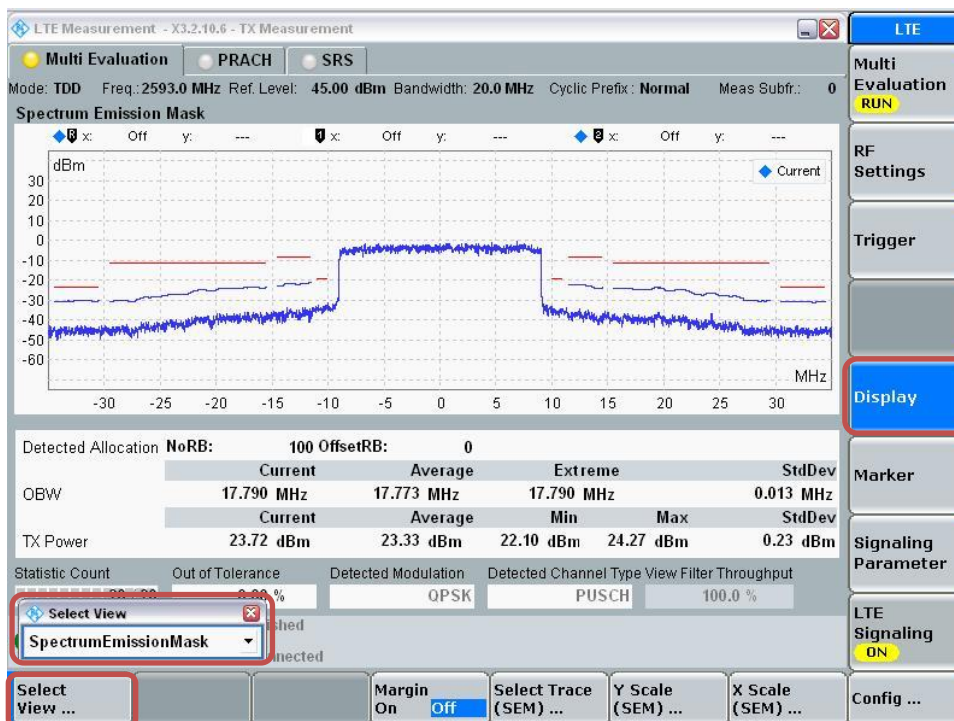 LTE Measurement - X3.2.10.6 - TX Measurement
LTE
Multi Evaluation PRACH SRS
Mode: TDD Freq.: 2593.0 MHz Ref. Level: 45.00 dBm Bandwidth: 20.0 MHz Cyclic Prefix: Normal Meas Subfr.: 0
Spectrum Emission Mask
R x: Off y: --- 1 x: Off y: --- 2 x: Off y: ---
dBm
Current
30
20
10
0
-10
-20
-30
-40
-50
-60
MHz
-30 -25 -20 -15 -10 -5 0 5 10 15 20 25 30
Detected Allocation NoRB: 100 OffsetRB: 0
Current Average Extreme StdDev
OBW 17.790 MHz 17.773 MHz 17.790 MHz 0.013 MHz
Current Average Min Max StdDev
TX Power 23.72 dBm 23.33 dBm 22.10 dBm 24.27 dBm 0.23 dBm
Statistic Count Out of Tolerance Detected Modulation Detected Channel Type View Filter Throughput
QPSK PUSCH 100.0 %
Select View
SpectrumEmissionMask
Select View ...
Margin
On Off
Select Trace (SEM) ...
Y Scale (SEM) ...
X Scale (SEM) ...
Multi Evaluation
RUN
RF Settings
Trigger
Display
Marker
Signaling Parameter
LTE Signaling
ON
Config ...